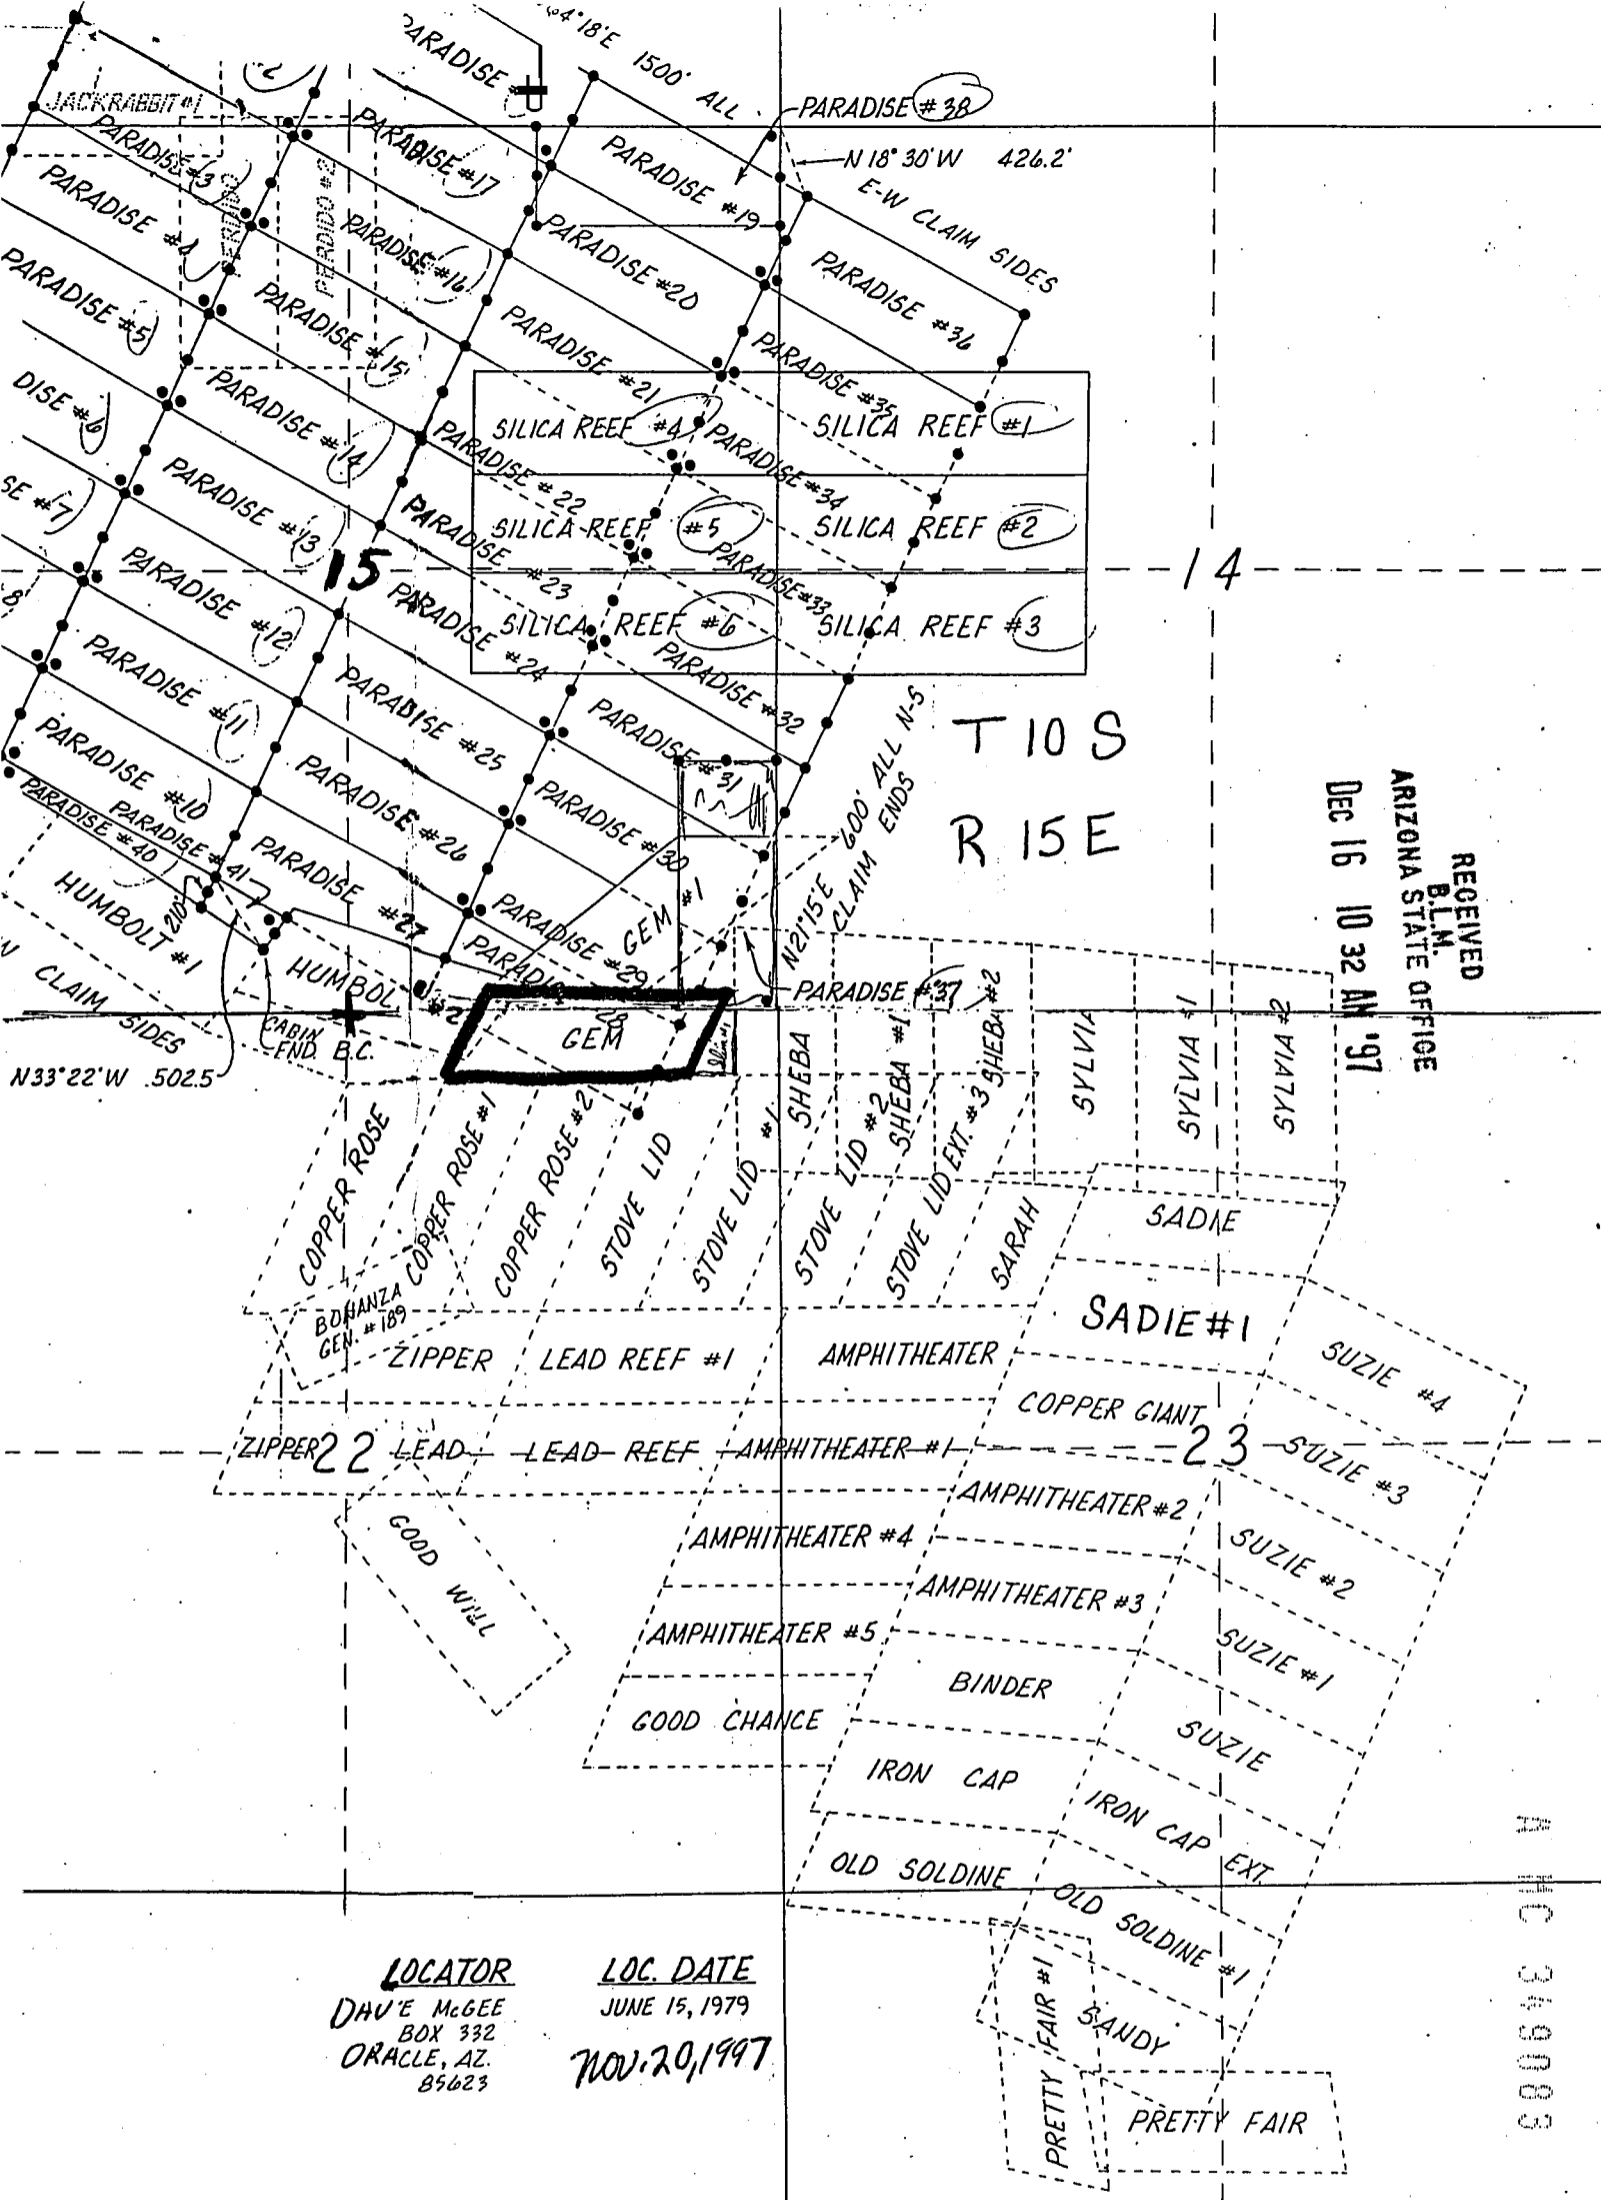 PARADISE
64°18'E 1500' ALL
E-W CLAIM SIDES
PARADISE #38
N 18° 30' W 426.2'
JACKRABBIT #1
PARADISE #3
PARADISE #17
PARADISE #19
PARADISE #4
PERDIDO
PERDIDO #2
PARADISE #16
PARADISE #20
PARADISE #36
PARADISE #5
PARADISE #15
PARADISE #21
PARADISE #35
DISE #6
PARADISE #14
SILICA REEF #4
SILICA REEF #1
PARADISE #22
PARADISE #34
SE #7
PARADISE #13
SILICA REEF #5
SILICA REEF #2
PARADISE #23
PARADISE #33
15
14
8
PARADISE #12
PARADISE #24
SILICA REEF #6
SILICA REEF #3
PARADISE #32
PARADISE #11
PARADISE #25
PARADISE #31
T 10 S
R 15 E
600' ALL N-S
CLAIM ENDS
N21°15'E
PARADISE #10
PARADISE #26
PARADISE #30
PARADISE #40
PARADISE #41
PARADISE #27
GEM #1
HUMBOLT #1
210'
PARADISE #29
HUMBOL #2
PARADIS
28
GEM
PARADISE #37
CLAIM SIDES
CABIN
END. B.C.
N33°22'W 502.5
RECEIVED
B.L.M.
ARIZONA STATE OFFICE
DEC 16 10 32 AM '97
SHEBA
SHEBA #1
SHEBA #2
SYLVIA
SYLVIA #1
SYLVIA #2
COPPER ROSE
COPPER ROSE #1
COPPER ROSE #2
STOVE LID
STOVE LID #1
STOVE LID #2
STOVE LID EXT. #3
SARAH
SADIE
BONANZA
GEN. #189
ZIPPER
LEAD REEF #1
AMPHITHEATER
SADIE #1
SUZIE #4
COPPER GIANT
ZIPPER
22
LEAD
LEAD REEF
AMPHITHEATER #1
23
SUZIE #3
GOOD WILL
AMPHITHEATER #4
AMPHITHEATER #2
SUZIE #2
AMPHITHEATER #5
AMPHITHEATER #3
SUZIE #1
GOOD CHANCE
BINDER
SUZIE
IRON CAP
IRON CAP EXT.
OLD SOLDINE
OLD SOLDINE #1
PRETTY FAIR #1
SANDY
PRETTY FAIR
LOCATOR
DAVE McGEE
BOX 332
ORACLE, AZ.
85623
LOC. DATE
JUNE 15, 1979
NOV. 20, 1997
A MC 349083